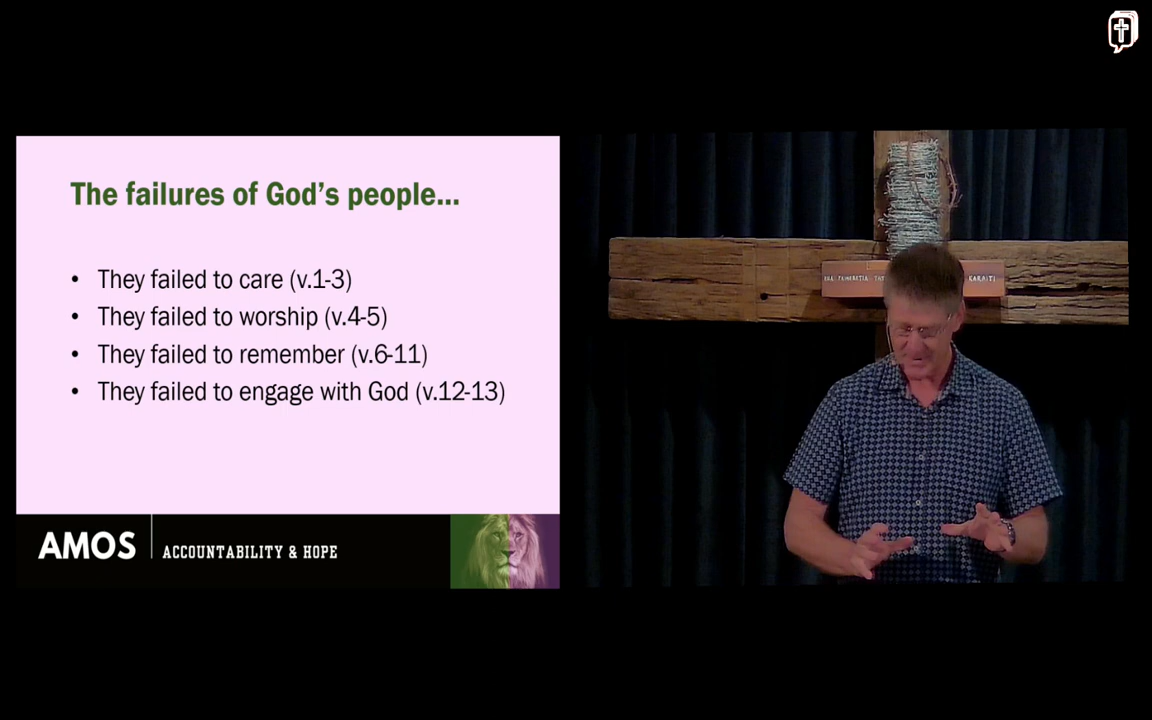 The failures of God's people...
• They failed to care (v.1-3)
• They failed to worship (v.4-5)
• They failed to remember (v.6-11)
• They failed to engage with God (v.12-13)
AMOS
ACCOUNTABILITY & HOPE